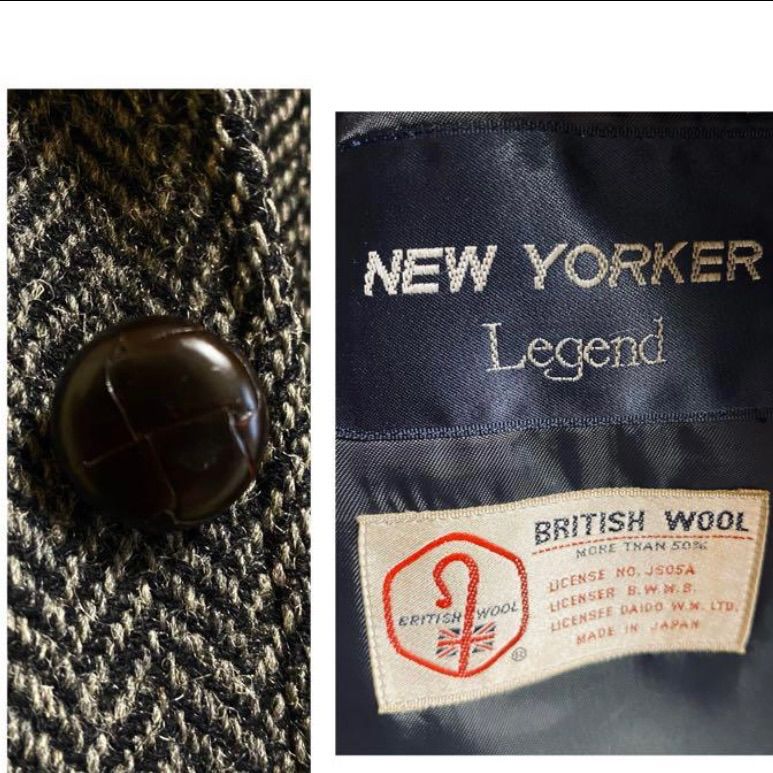 NEW YORKER
Legend
BRITISH WOOL
MORE THAN 50%
LICENSE NO. JS05A
LICENSER B.W.M.B.
LICENSEE DAIDO W.M. LTD.
MADE IN JAPAN
BRITISH WOOL
®